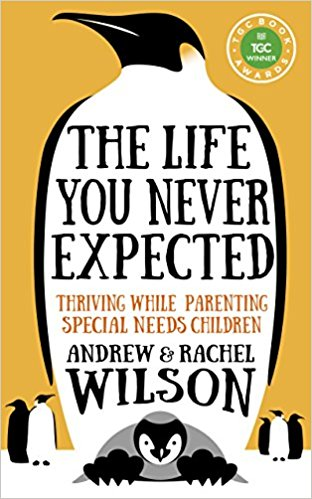 TGC BOOK
TGC
WINNER
AWARDS
THE LIFE
YOU NEVER
EXPECTED
THRIVING WHILE PARENTING
SPECIAL NEEDS CHILDREN
ANDREW & RACHEL
WILSON